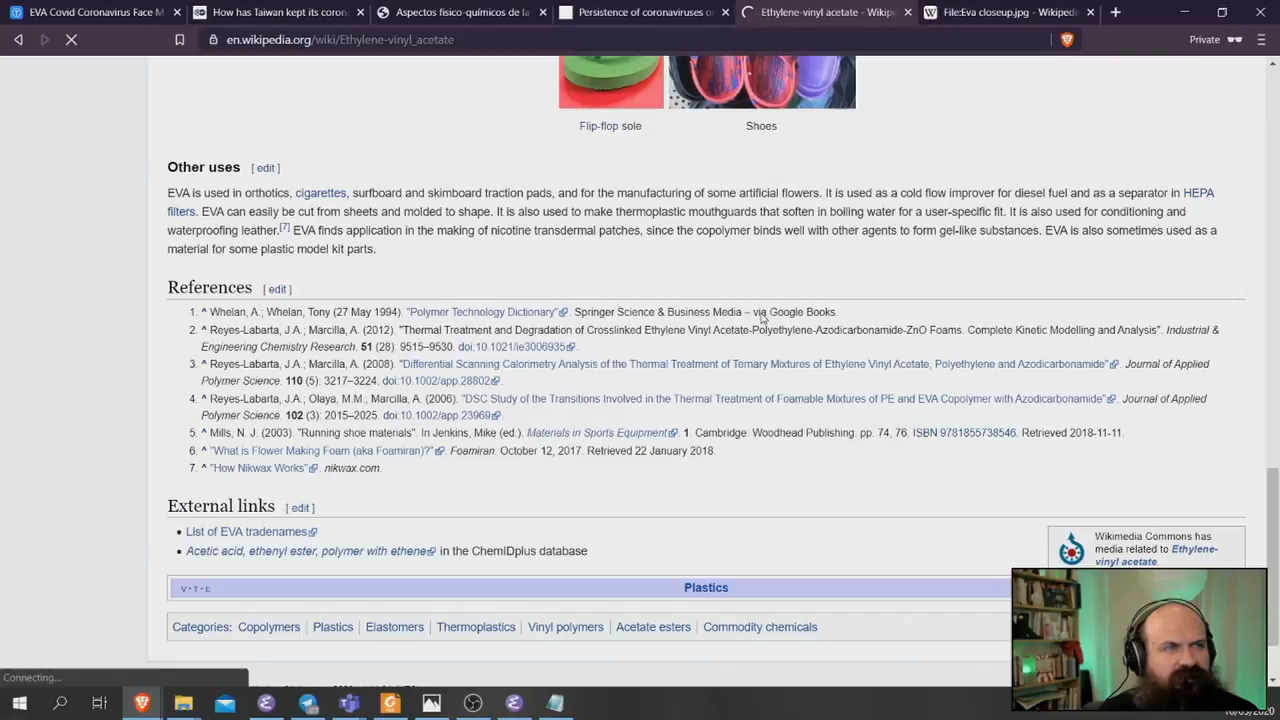 EVA Covid Coronavirus Face M
How has Taiwan kept its coron
Aspectos físico-químicos de la
Persistence of coronaviruses o
Ethylene-vinyl acetate - Wikipe
File:Eva closeup.jpg - Wikipedi
en.wikipedia.org/wiki/Ethylene-vinyl_acetate
Private
Flip-flop sole
Shoes
Other uses [ edit ]
EVA is used in orthotics, cigarettes, surfboard and skimboard traction pads, and for the manufacturing of some artificial flowers. It is used as a cold flow improver for diesel fuel and as a separator in HEPA
filters. EVA can easily be cut from sheets and molded to shape. It is also used to make thermoplastic mouthguards that soften in boiling water for a user-specific fit. It is also used for conditioning and
waterproofing leather.[7] EVA finds application in the making of nicotine transdermal patches, since the copolymer binds well with other agents to form gel-like substances. EVA is also sometimes used as a
material for some plastic model kit parts.
References [ edit ]
1. ^ Whelan, A.; Whelan, Tony (27 May 1994). "Polymer Technology Dictionary". Springer Science & Business Media – via Google Books.
2. ^ Reyes-Labarta, J.A.; Marcilla, A. (2012). "Thermal Treatment and Degradation of Crosslinked Ethylene Vinyl Acetate-Polyethylene-Azodicarbonamide-ZnO Foams. Complete Kinetic Modelling and Analysis". Industrial &
Engineering Chemistry Research. 51 (28): 9515–9530. doi:10.1021/ie3006935.
3. ^ Reyes-Labarta, J.A.; Marcilla, A. (2008). "Differential Scanning Calorimetry Analysis of the Thermal Treatment of Ternary Mixtures of Ethylene Vinyl Acetate, Polyethylene and Azodicarbonamide". Journal of Applied
Polymer Science. 110 (5): 3217–3224. doi:10.1002/app.28802.
4. ^ Reyes-Labarta, J.A.; Olaya, M.M.; Marcilla, A. (2006). "DSC Study of the Transitions Involved in the Thermal Treatment of Foamable Mixtures of PE and EVA Copolymer with Azodicarbonamide". Journal of Applied
Polymer Science. 102 (3): 2015–2025. doi:10.1002/app.23969.
5. ^ Mills, N. J. (2003). "Running shoe materials". In Jenkins, Mike (ed.). Materials in Sports Equipment. 1. Cambridge: Woodhead Publishing. pp. 74, 76. ISBN 9781855738546. Retrieved 2018-11-11.
6. ^ "What is Flower Making Foam (aka Foamiran)?". Foamiran. October 12, 2017. Retrieved 22 January 2018.
7. ^ "How Nikwax Works". nikwax.com.
External links [ edit ]
• List of EVA tradenames
• Acetic acid, ethenyl ester, polymer with ethene in the ChemIDplus database
Wikimedia Commons has
media related to Ethylene-
vinyl acetate.
V·T·E Plastics
Categories: Copolymers | Plastics | Elastomers | Thermoplastics | Vinyl polymers | Acetate esters | Commodity chemicals
Connecting...